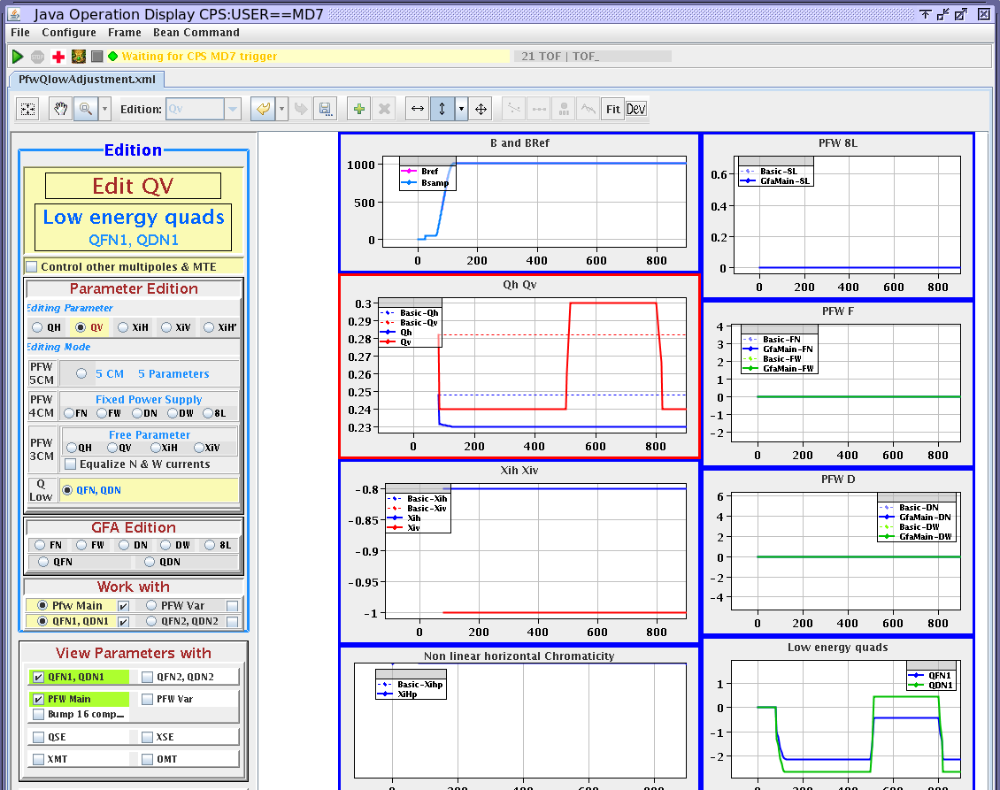 Java Operation Display CPS:USER==MD7
File Configure Frame Bean Command
Waiting for CPS MD7 trigger
21 TOF | TOF_
PfwQlowAdjustment.xml
Edition: Qv
Fit Dev
Edition
Edit QV
Low energy quads
QFN1, QDN1
Control other multipoles & MTE
Parameter Edition
Editing Parameter
QH QV XiH XiV XiH'
Editing Mode
PFW 5CM
5 CM 5 Parameters
PFW 4CM
Fixed Power Supply
FN FW DN DW 8L
PFW 3CM
Free Parameter
QH QV XiH XiV
Equalize N & W currents
Q Low
QFN, QDN
GFA Edition
FN FW DN DW 8L
QFN QDN
Work with
Pfw Main PFW Var
QFN1, QDN1 QFN2, QDN2
View Parameters with
QFN1, QDN1 QFN2, QDN2
PFW Main PFW Var
Bump 16 comp...
QSE XSE
XMT OMT
B and BRef
Bref
Bsamp
1000
500
0
0 200 400 600 800
Qh Qv
Basic-Qh
Basic-Qv
Qh
Qv
0.3
0.29
0.28
0.27
0.26
0.25
0.24
0.23
0 200 400 600 800
Xih Xiv
Basic-Xih
Basic-Xiv
Xih
Xiv
-0.8
-0.85
-0.9
-0.95
-1
0 200 400 600 800
Non linear horizontal Chromaticity
Basic-Xihp
XiHp
0 200 400 600 800
PFW 8L
Basic-8L
GfaMain-8L
0.6
0.4
0.2
0
0 200 400 600 800
PFW F
Basic-FN
GfaMain-FN
Basic-FW
GfaMain-FW
4
3
2
1
0
-1
-2
0 200 400 600 800
PFW D
Basic-DN
GfaMain-DN
Basic-DW
GfaMain-DW
6
4
2
0
-2
-4
0 200 400 600 800
Low energy quads
QFN1
QDN1
1
0
-1
-2
0 200 400 600 800